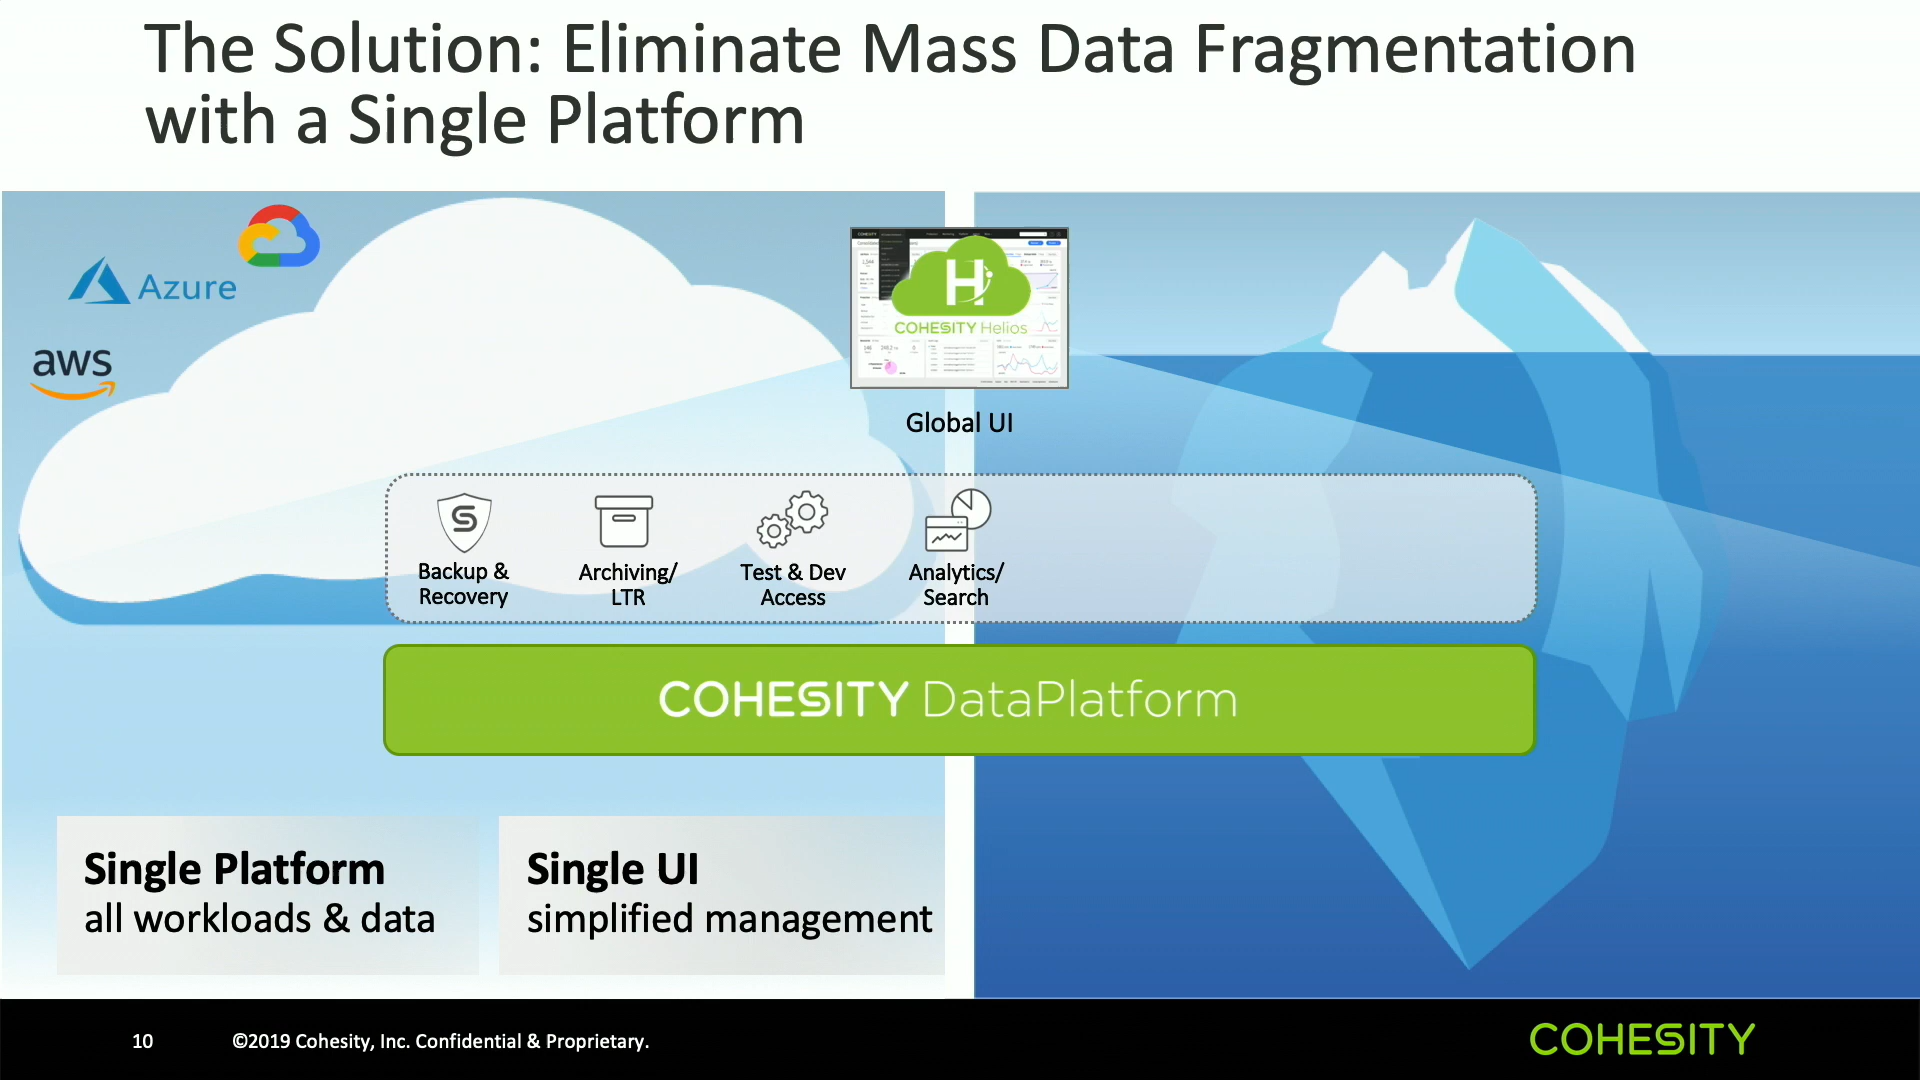 The Solution: Eliminate Mass Data Fragmentation
with a Single Platform
Azure
aws
COHESITY
H
COHESITY Helios
Global UI
Backup &
Recovery
Archiving/
LTR
Test & Dev
Access
Analytics/
Search
COHESITY DataPlatform
Single Platform
all workloads & data
Single UI
simplified management
10
©2019 Cohesity, Inc. Confidential & Proprietary.
COHESITY